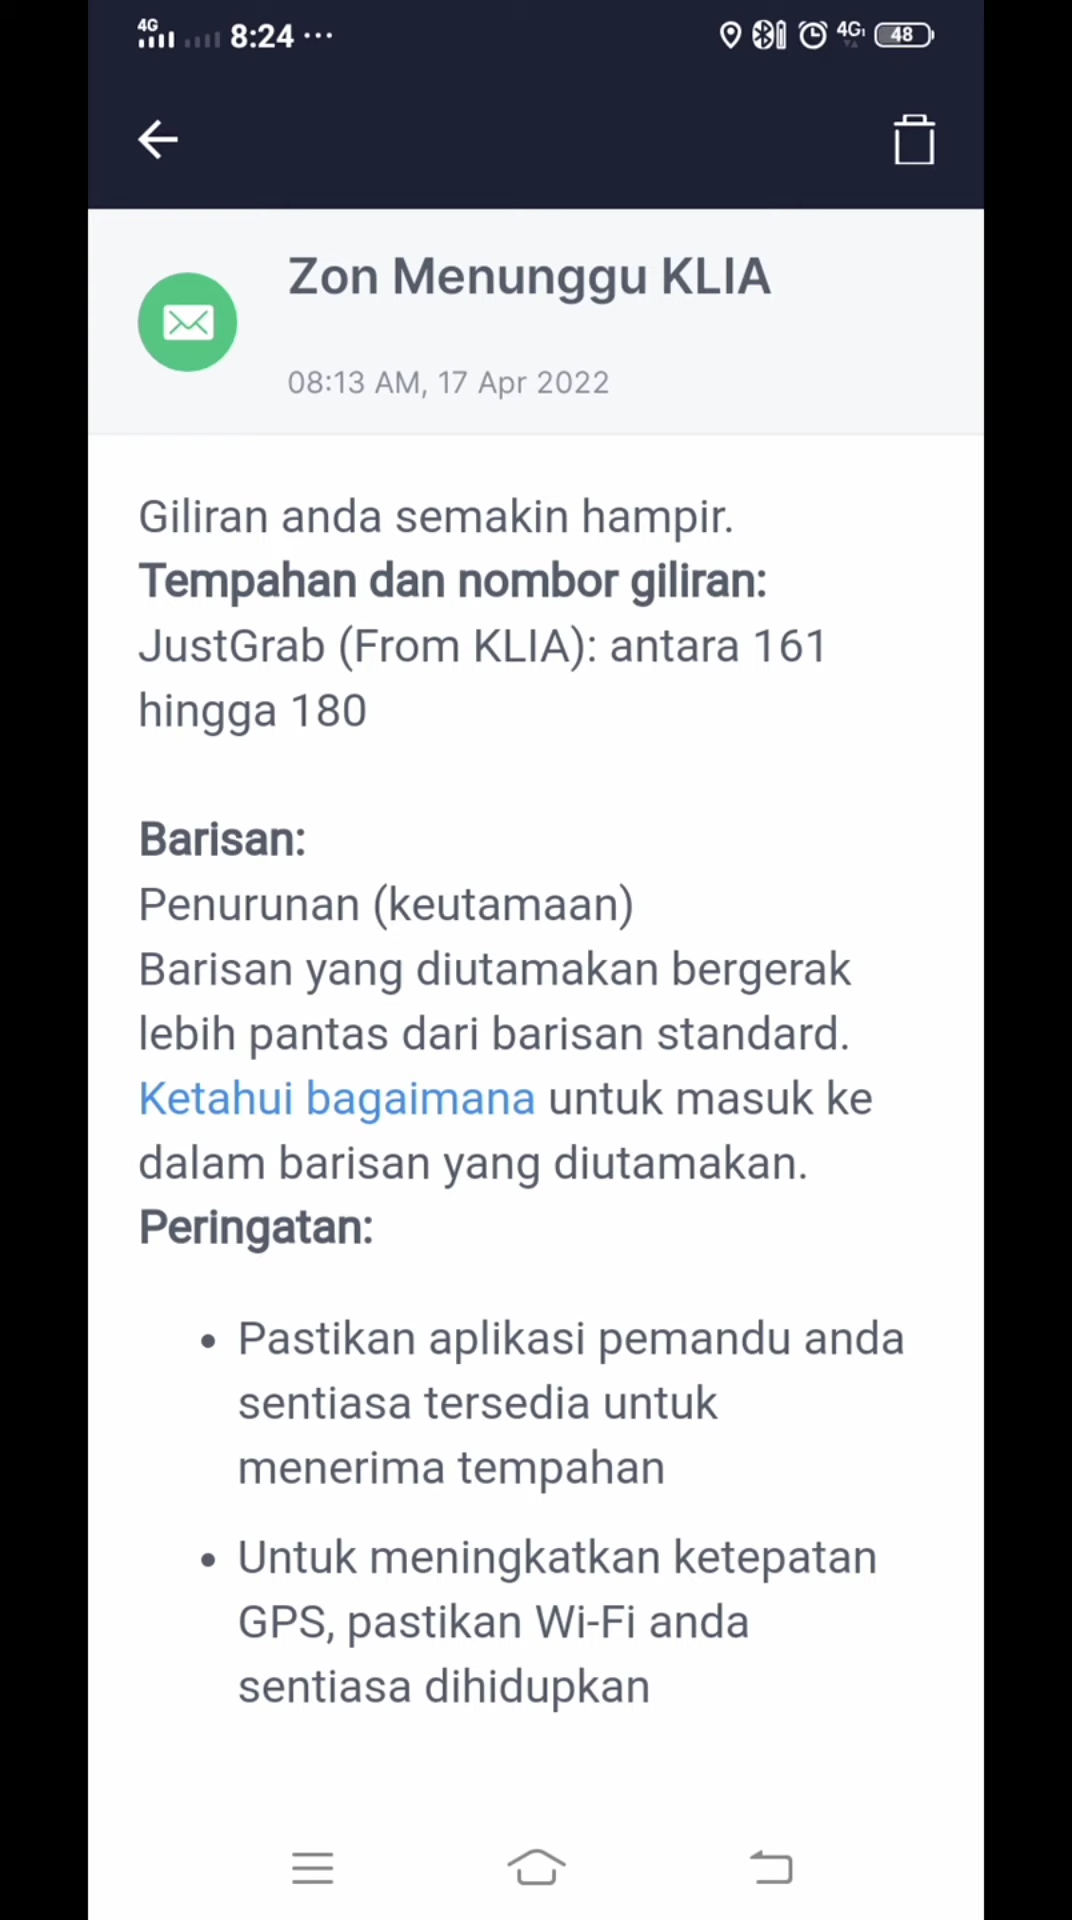 4G 8:24 ... 4G 48
Zon Menunggu KLIA
08:13 AM, 17 Apr 2022
Giliran anda semakin hampir.
Tempahan dan nombor giliran:
JustGrab (From KLIA): antara 161
hingga 180
Barisan:
Penurunan (keutamaan)
Barisan yang diutamakan bergerak
lebih pantas dari barisan standard.
Ketahui bagaimana untuk masuk ke
dalam barisan yang diutamakan.
Peringatan:
• Pastikan aplikasi pemandu anda
sentiasa tersedia untuk
menerima tempahan
• Untuk meningkatkan ketepatan
GPS, pastikan Wi-Fi anda
sentiasa dihidupkan